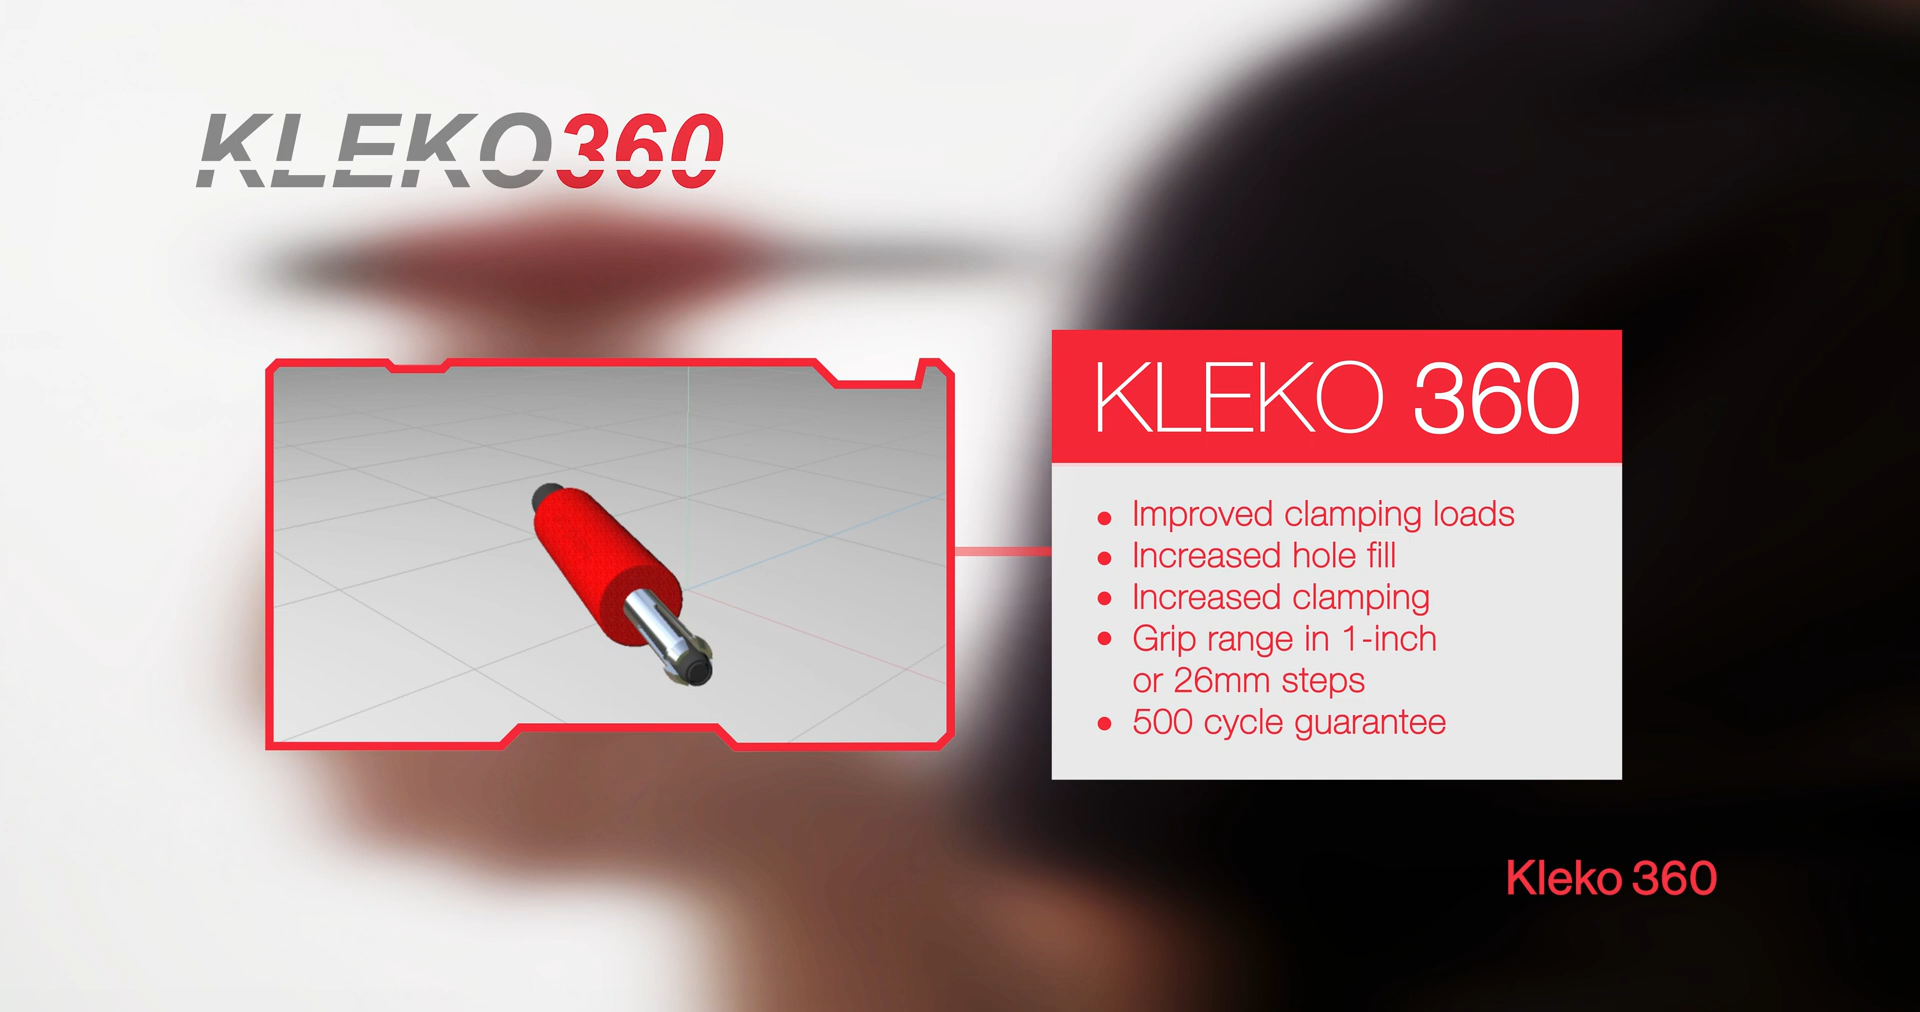 KLEKO360
KLEKO 360
Improved clamping loads
Increased hole fill
Increased clamping
Grip range in 1-inch
or 26mm steps
500 cycle guarantee
Kleko 360